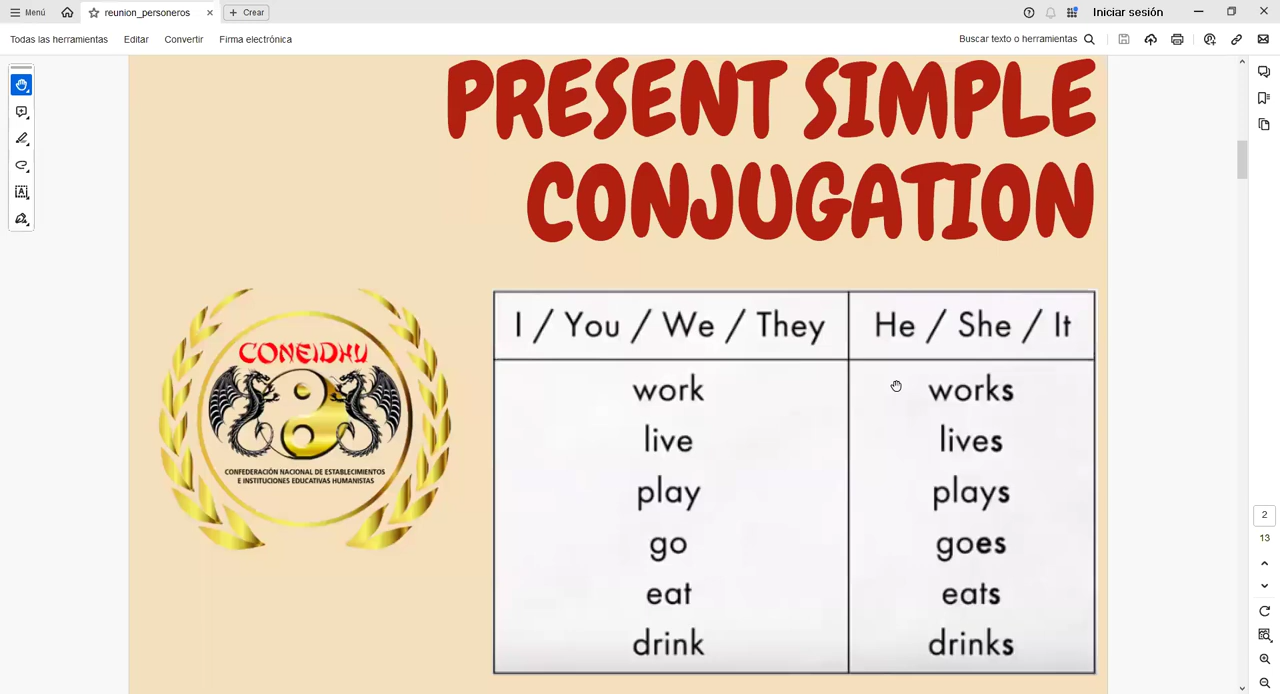 Menú
reunion_personeros
Crear
Iniciar sesión
Todas las herramientas
Editar
Convertir
Firma electrónica
Buscar texto o herramientas
PRESENT SIMPLE
CONJUGATION
CONEIDHU
CONFEDERACIÓN NACIONAL DE ESTABLECIMIENTOS
E INSTITUCIONES EDUCATIVAS HUMANISTAS
I / You / We / They He / She / It
work works
live lives
play plays
go goes
eat eats
drink drinks
2
13